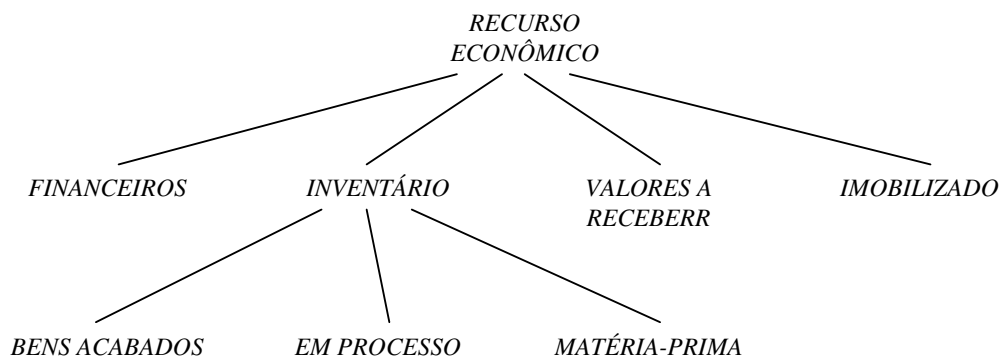 RECURSO
ECONÔMICO
FINANCEIROS
INVENTÁRIO
VALORES A
RECEBERR
IMOBILIZADO
BENS ACABADOS
EM PROCESSO
MATÉRIA-PRIMA